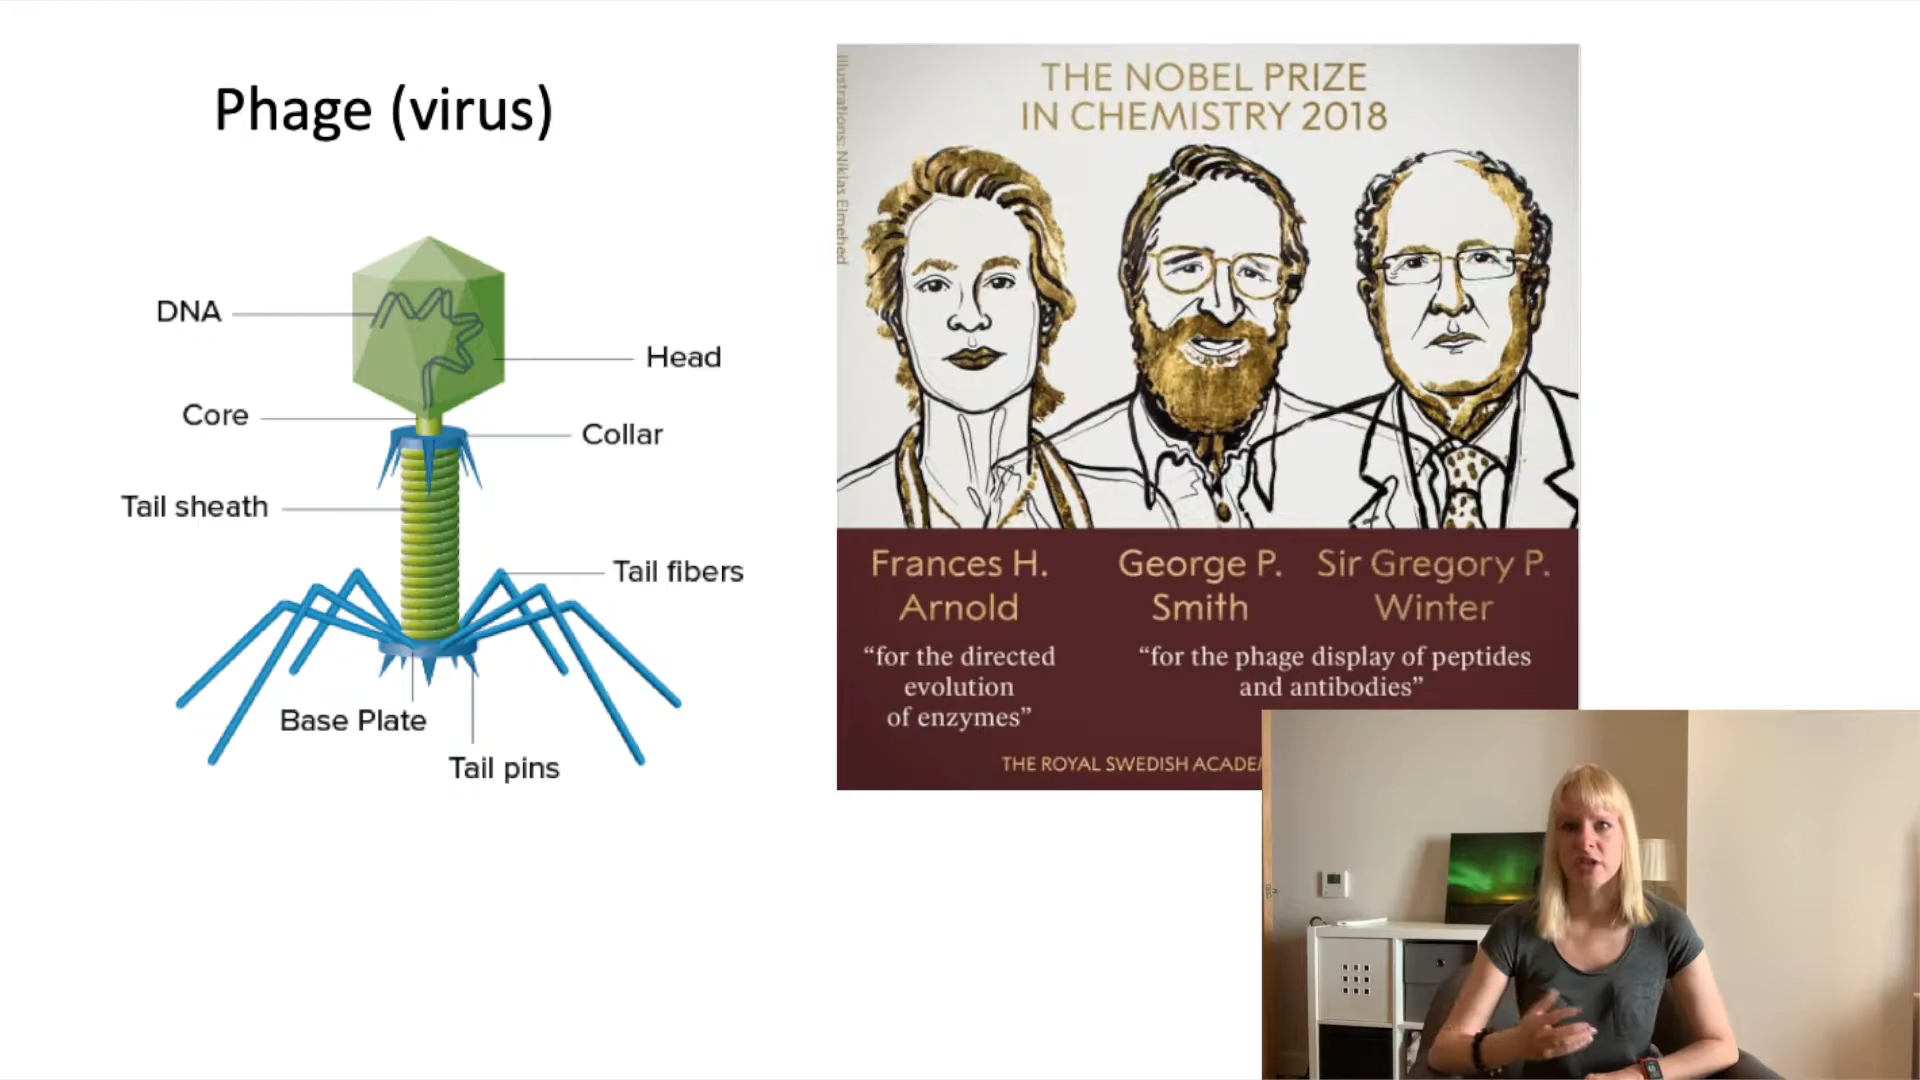 Phage (virus)
DNA
Head
Core
Collar
Tail sheath
Tail fibers
Base Plate
Tail pins
Illustrations: Niklas Elmehed
THE NOBEL PRIZE
IN CHEMISTRY 2018
Frances H.
Arnold
George P.
Smith
Sir Gregory P.
Winter
“for the directed
evolution
of enzymes”
“for the phage display of peptides
and antibodies”
THE ROYAL SWEDISH